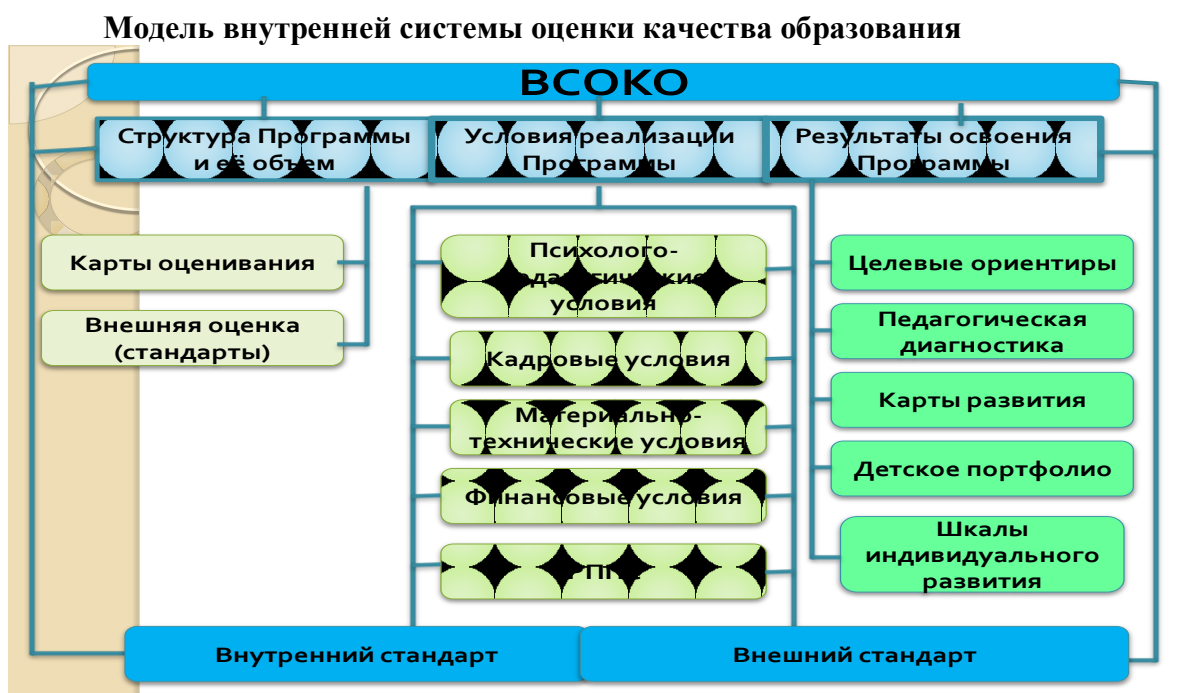 Модель внутренней системы оценки качества образования
ВСОКО
Структура Программы
и её объем
Условия реализации
Программы
Результаты освоения
Программы
Карты оценивания
Внешняя оценка
(стандарты)
Психолого-
условия
Кадровые условия
Материально-
технические условия
Финансовые условия
Целевые ориентиры
Педагогическая
диагностика
Карты развития
Детское портфолио
Шкалы
индивидуального
развития
Внутренний стандарт
Внешний стандарт